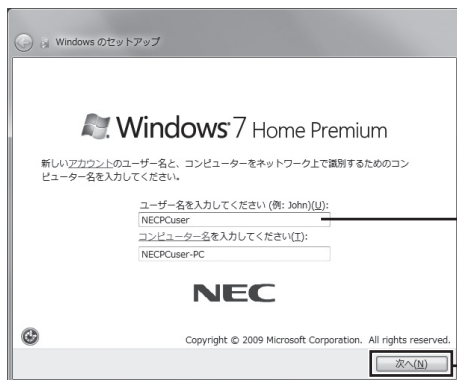 Windows のセットアップ
Windows 7 Home Premium
新しいアカウントのユーザー名と、コンピューターをネットワーク上で識別するためのコン
ピューター名を入力してください。
ユーザー名を入力してください (例: John)(U):
NECPCuser
コンピューター名を入力してください(T):
NECPCuser-PC
NEC
Copyright © 2009 Microsoft Corporation. All rights reserved.
次へ(N)